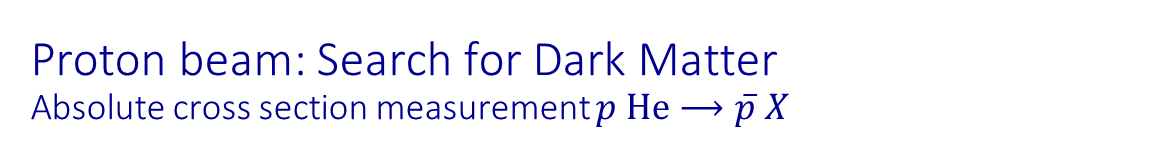 Proton beam: Search for Dark Matter
Absolute cross section measurement p He ⟶ p̄ X